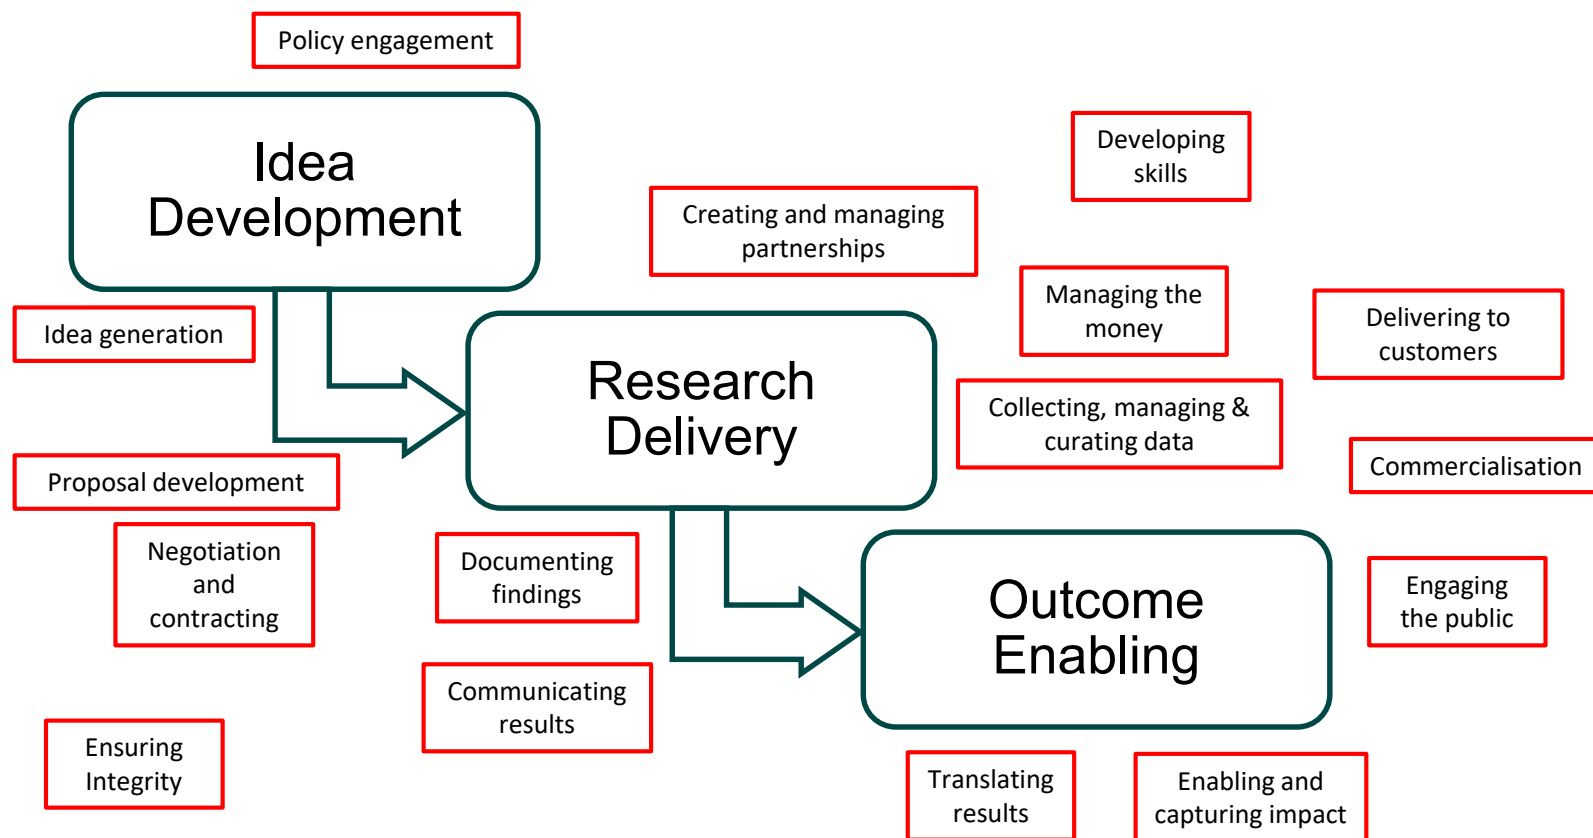 Policy engagement
Idea
Development
Developing
skills
Creating and managing
partnerships
Managing the
money
Delivering to
customers
Idea generation
Research
Delivery
Collecting, managing &
curating data
Commercialisation
Proposal development
Negotiation
and
contracting
Documenting
findings
Outcome
Enabling
Engaging
the public
Communicating
results
Ensuring
Integrity
Translating
results
Enabling and
capturing impact